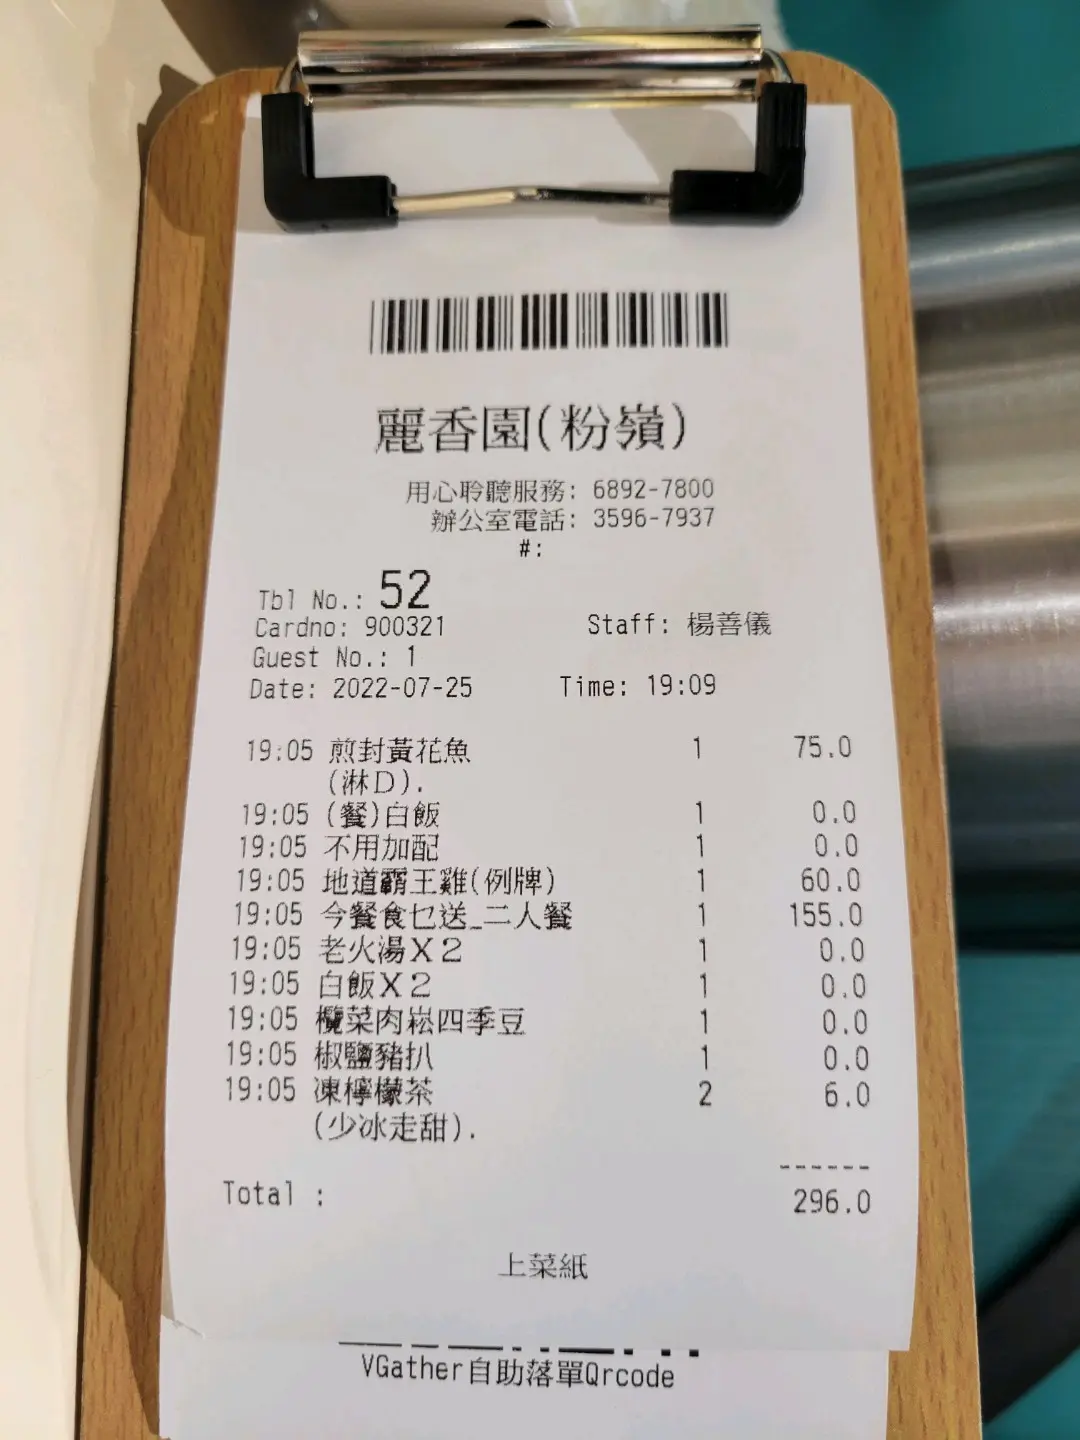 麗香園(粉嶺)
用心聆聽服務: 6892-7800
辦公室電話: 3596-7937
#:
Tbl No.: 52
Cardno: 900321 Staff: 楊善儀
Guest No.: 1
Date: 2022-07-25 Time: 19:09
19:05 煎封黃花魚 1 75.0
(淋D).
19:05 (餐)白飯 1 0.0
19:05 不用加配 1 0.0
19:05 地道霸王雞(例牌) 1 60.0
19:05 今餐食乜送_二人餐 1 155.0
19:05 老火湯X2 1 0.0
19:05 白飯X2 1 0.0
19:05 欖菜肉崧四季豆 1 0.0
19:05 椒鹽豬扒 1 0.0
19:05 凍檸檬茶 2 6.0
(少冰走甜).
------
Total : 296.0
上菜紙
VGather自助落單Qrcode